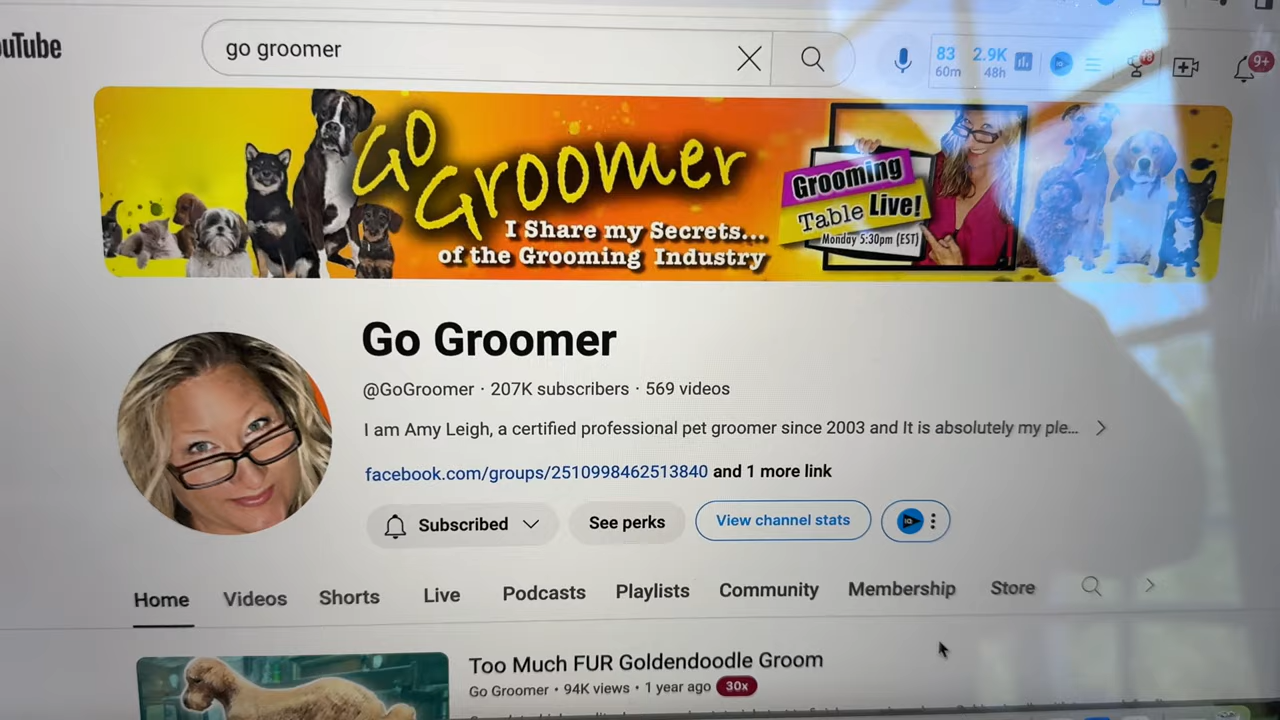 ouTube
go groomer
83
60m
2.9K
48h
9+
Go
Groomer
I Share my Secrets...
of the Grooming Industry
Grooming
Table Live!
Monday 5:30pm (EST)
Go Groomer
@GoGroomer · 207K subscribers · 569 videos
I am Amy Leigh, a certified professional pet groomer since 2003 and It is absolutely my ple...
facebook.com/groups/2510998462513840 and 1 more link
Subscribed
See perks
View channel stats
Home Videos Shorts Live Podcasts Playlists Community Membership Store
Too Much FUR Goldendoodle Groom
Go Groomer • 94K views • 1 year ago 30x